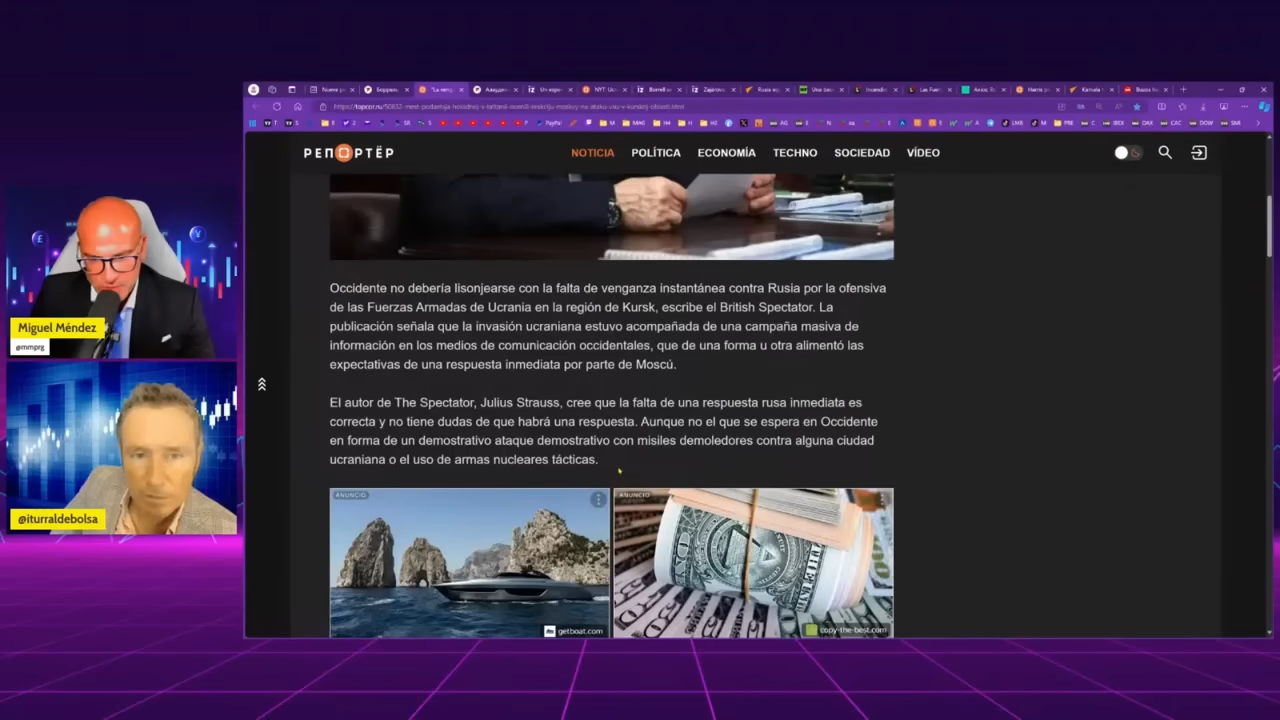 https://topcor.ru/
РЕПОРТЁР
NOTICIA
POLÍTICA
ECONOMÍA
TECHNO
SOCIEDAD
VÍDEO
Occidente no debería lisonjearse con la falta de venganza instantánea contra Rusia por la ofensiva
de las Fuerzas Armadas de Ucrania en la región de Kursk, escribe el British Spectator. La
publicación señala que la invasión ucraniana estuvo acompañada de una campaña masiva de
información en los medios de comunicación occidentales, que de una forma u otra alimentó las
expectativas de una respuesta inmediata por parte de Moscú.
El autor de The Spectator, Julius Strauss, cree que la falta de una respuesta rusa inmediata es
correcta y no tiene dudas de que habrá una respuesta. Aunque no el que se espera en Occidente
en forma de un demostrativo ataque demostrativo con misiles demoledores contra alguna ciudad
ucraniana o el uso de armas nucleares tácticas.
ANUNCIO
getboat.com
ANUNCIO
copy-the-best.com
Miguel Méndez
@mmprg
@iturraldebolsa